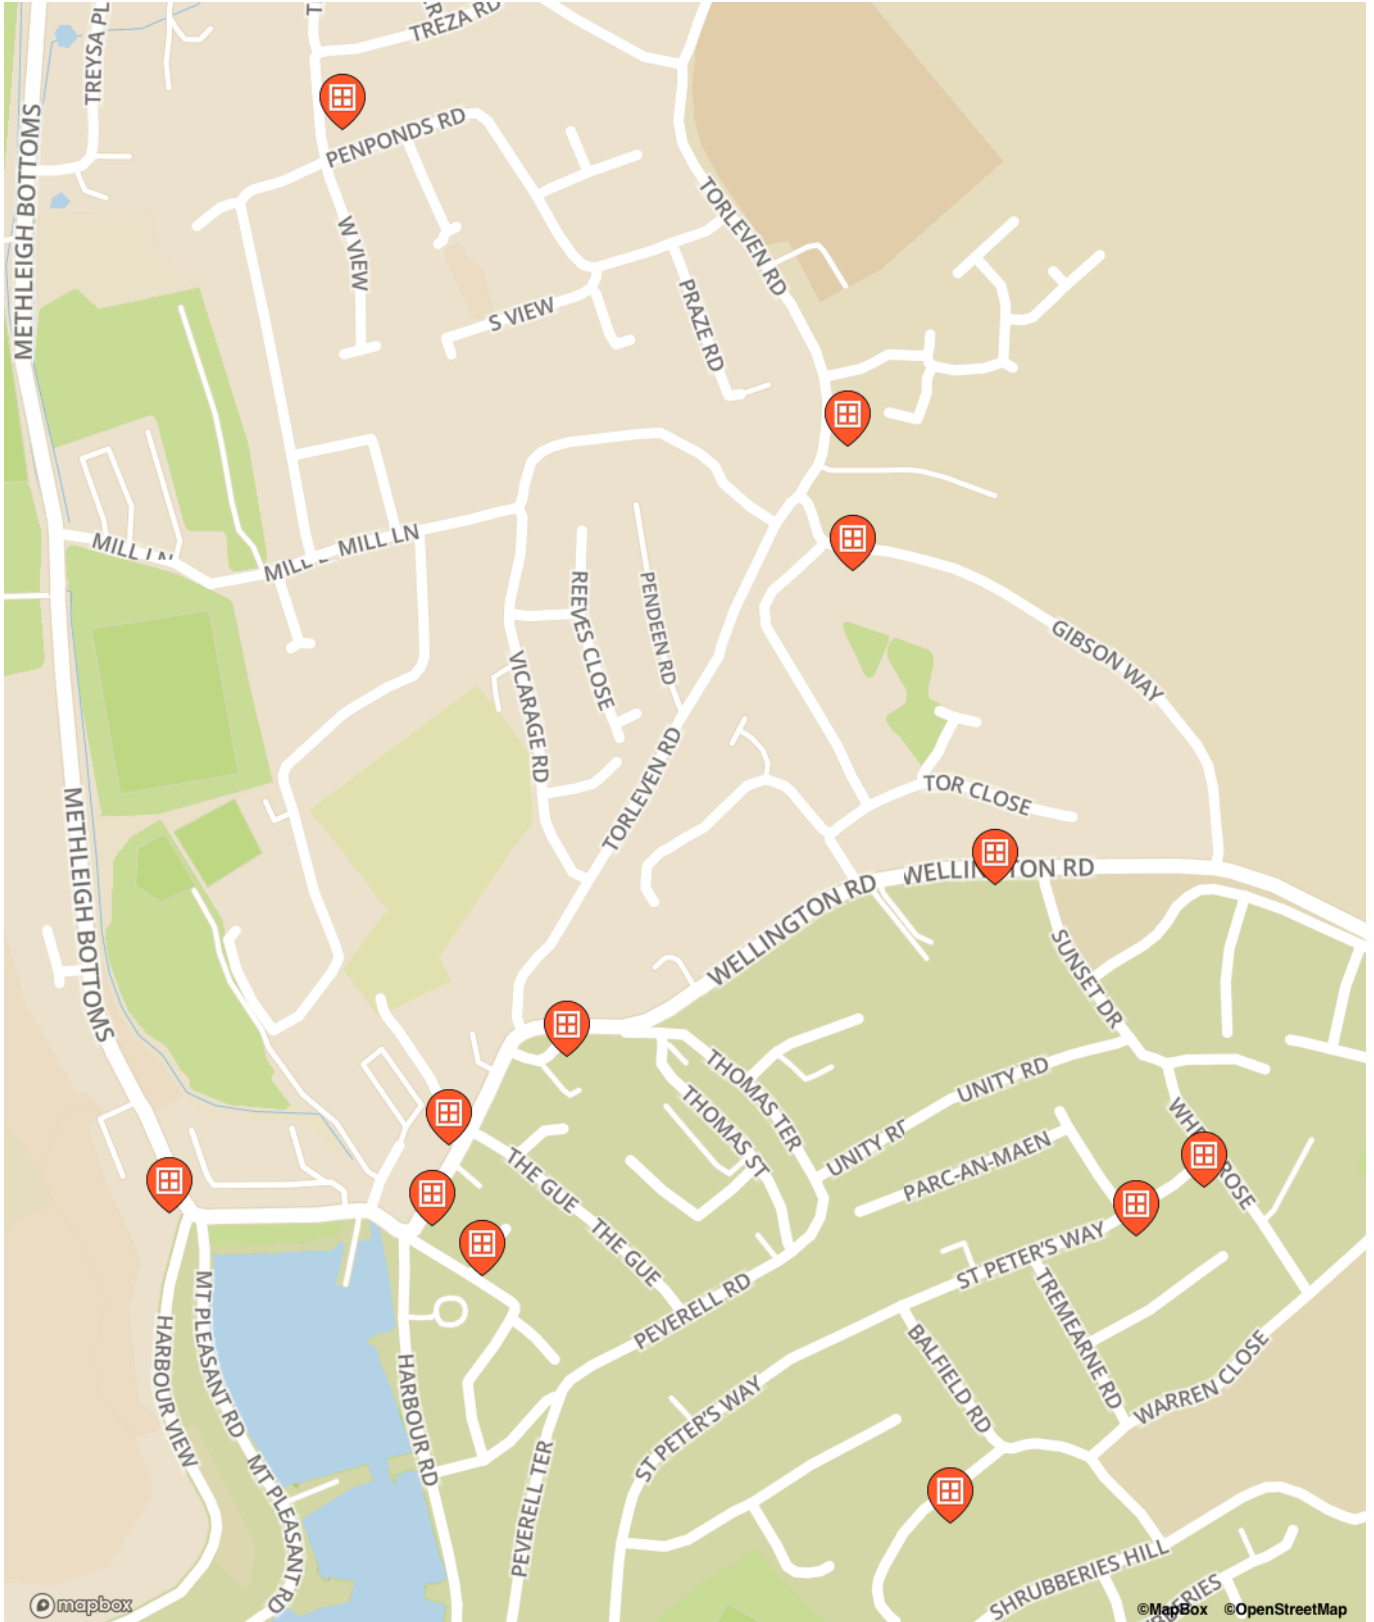 TREZA RD
TREYSA PL
METHLEIGH BOTTOMS
PENPONDS RD
TORLEVEN RD
W VIEW
S VIEW
PRAZE RD
MILL LN
MILL LN
REEVES CLOSE
PENDEEN RD
GIBSON WAY
VICARAGE RD
TORLEVEN RD
TOR CLOSE
METHLEIGH BOTTOMS
WELLINGTON RD
SUNSET DR
THOMAS TER
UNITY RD
THOMAS ST
UNITY
PARC-AN-MAEN
THE GUE
THE GUE
ST PETER'S WAY
PEVERELL RD
TREMEARNE RD
MT PLEASANT RD
HARBOUR VIEW
HARBOUR RD
BALFIELD RD
WARREN CLOSE
ST PETER'S WAY
PEVERELL TER
MT PLEASANT RD
SHRUBBERIES HILL
mapbox
©MapBox ©OpenStreetMap